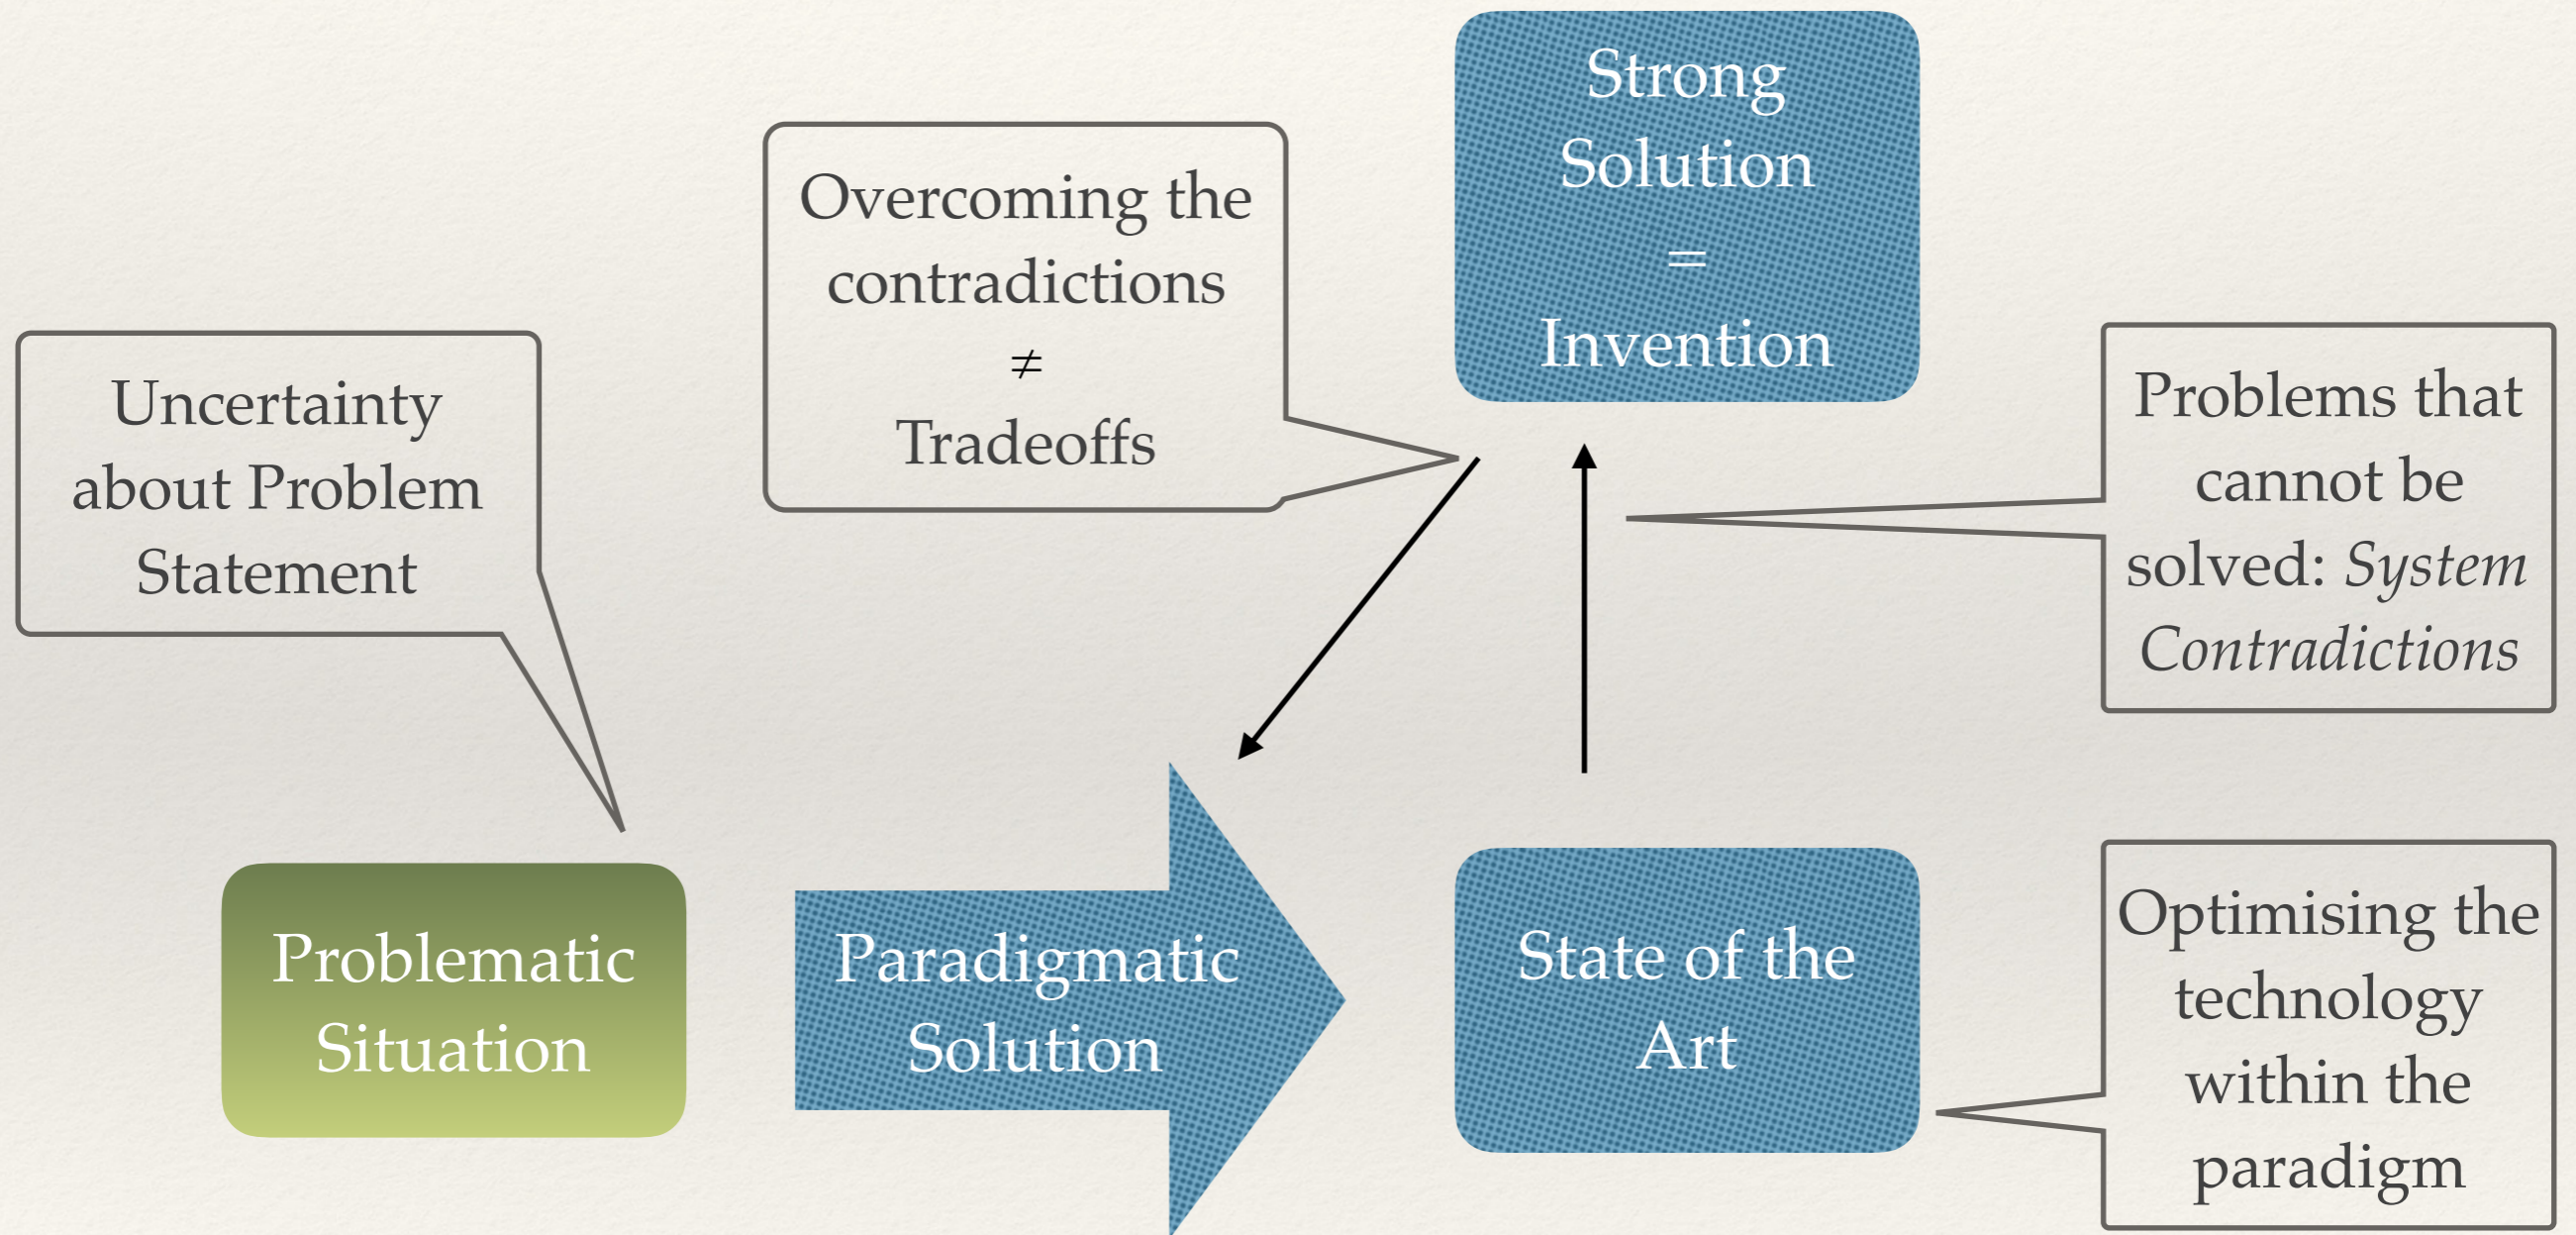 Strong
Solution
=
Invention
Overcoming the
contradictions
≠
Tradeoffs
Uncertainty
about Problem
Statement
Problems that
cannot be
solved: System
Contradictions
Problematic
Situation
Paradigmatic
Solution
State of the
Art
Optimising the
technology
within the
paradigm